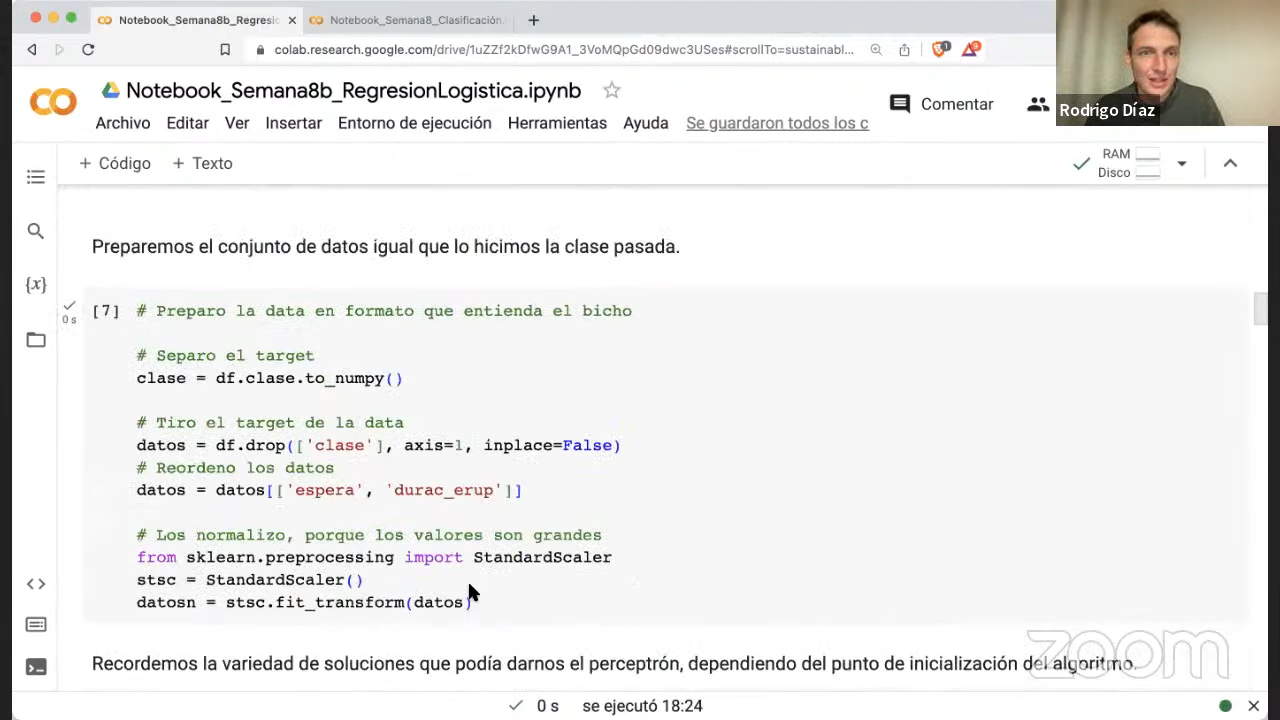 Notebook_Semana8b_Regresio
Notebook_Semana8_Clasificación.
colab.research.google.com/drive/1uZZf2kDfwG9A1_3VoMQpGd09dwc3USes#scrollTo=sustainabl...
1
9
Rodrigo Díaz
Notebook_Semana8b_RegresionLogistica.ipynb
Archivo Editar Ver Insertar Entorno de ejecución Herramientas Ayuda Se guardaron todos los c
Comentar
+ Código + Texto
RAM
Disco
Preparemos el conjunto de datos igual que lo hicimos la clase pasada.
0 s
[7] # Preparo la data en formato que entienda el bicho
# Separo el target
clase = df.clase.to_numpy()
# Tiro el target de la data
datos = df.drop(['clase'], axis=1, inplace=False)
# Reordeno los datos
datos = datos[['espera', 'durac_erup']]
# Los normalizo, porque los valores son grandes
from sklearn.preprocessing import StandardScaler
stsc = StandardScaler()
datosn = stsc.fit_transform(datos)
Recordemos la variedad de soluciones que podía darnos el perceptrón, dependiendo del punto de inicialización del algoritmo.
zoom
0 s se ejecutó 18:24